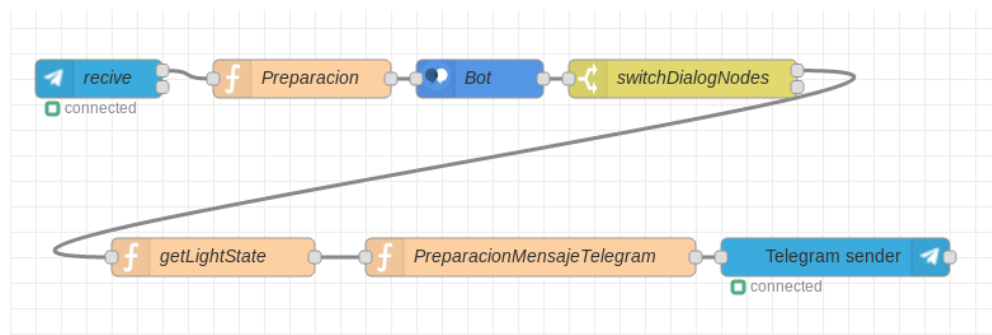 recive
Preparacion
Bot
switchDialogNodes
connected
getLightState
PreparacionMensajeTelegram
Telegram sender
connected